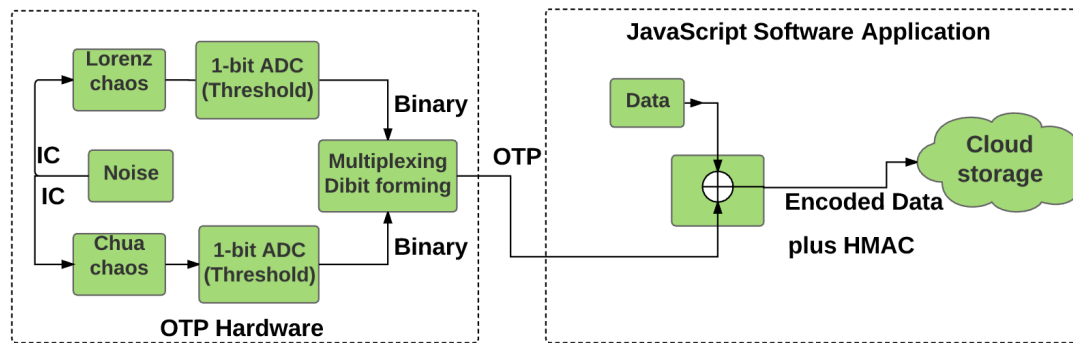 JavaScript Software Application
Lorenz
chaos
1-bit ADC
(Threshold)
Binary
Data
IC
Noise
IC
Multiplexing
Dibit forming
OTP
Cloud
storage
Encoded Data
plus HMAC
Chua
chaos
1-bit ADC
(Threshold)
Binary
OTP Hardware